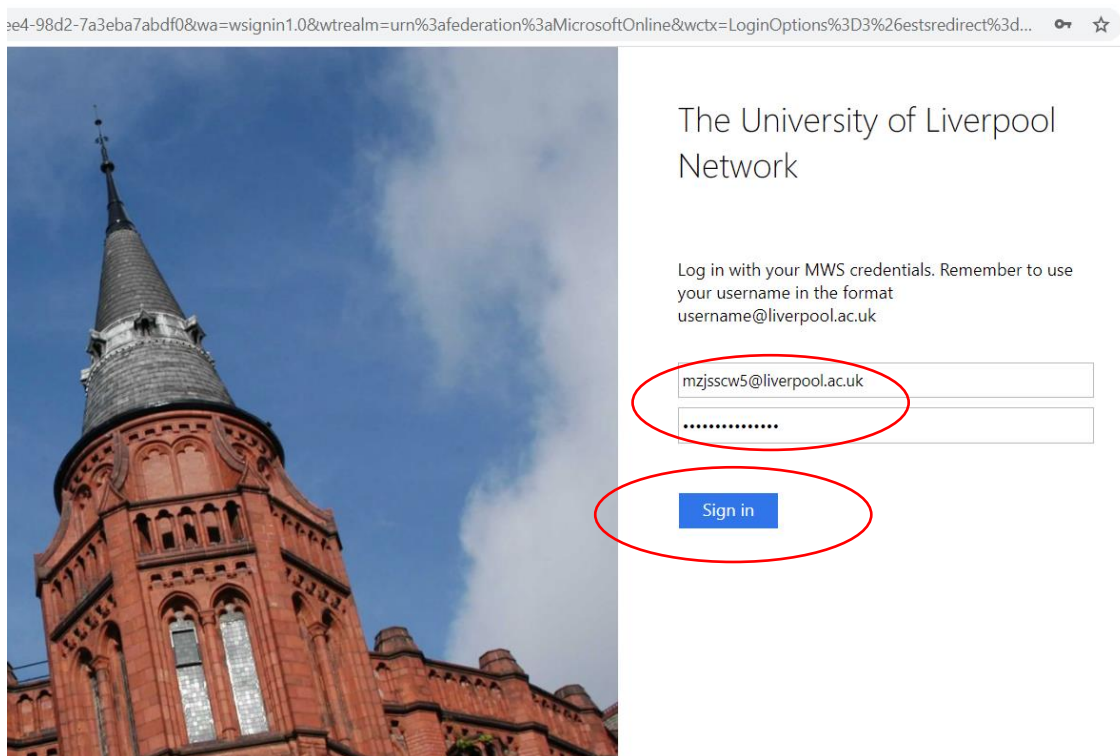 ee4-98d2-7a3eba7abdf0&wa=wsignin1.0&wtrealm=urn%3afederation%3aMicrosoftOnline&wctx=LoginOptions%3D3%26estsredirect%3d...
The University of Liverpool
Network
Log in with your MWS credentials. Remember to use
your username in the format
username@liverpool.ac.uk
mzjsscw5@liverpool.ac.uk
•••••••••••••••
Sign in